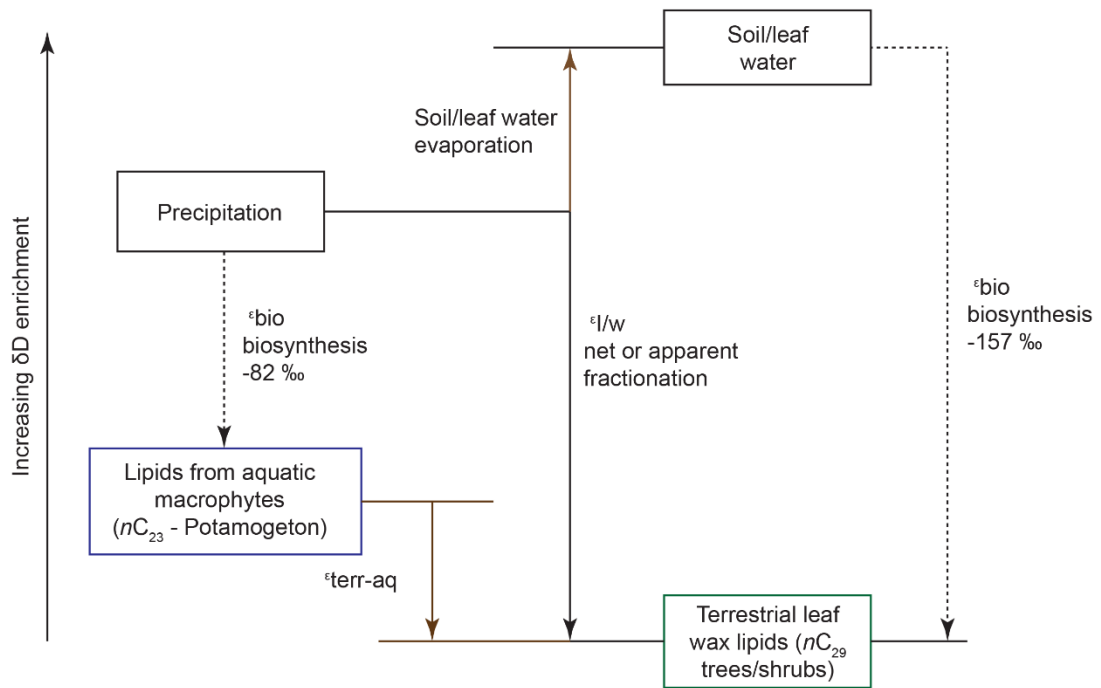 Soil/leaf
water
Soil/leaf water
evaporation
Precipitation
Increasing δD enrichment
εbio
biosynthesis
-82 ‰
εl/w
net or apparent
fractionation
εbio
biosynthesis
-157 ‰
Lipids from aquatic
macrophytes
(nC₂₃ - Potamogeton)
εterr-aq
Terrestrial leaf
wax lipids (nC₂₉
trees/shrubs)